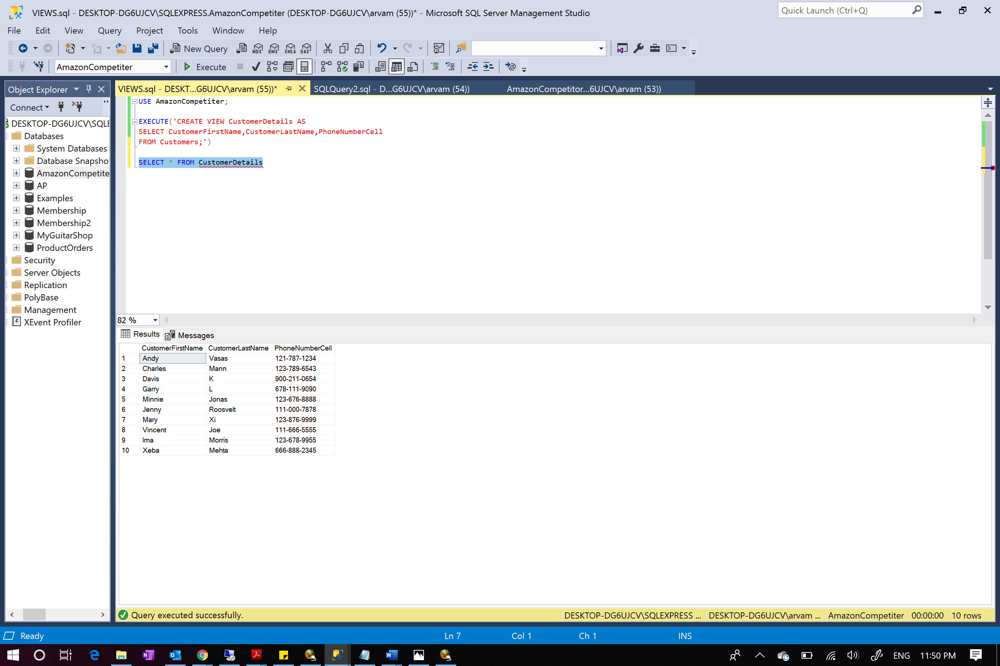 VIEWS.sql - DESKTOP-DG6UJCV\SQLEXPRESS.AmazonCompetiter (DESKTOP-DG6UJCV\arvam (55))* - Microsoft SQL Server Management Studio
Quick Launch (Ctrl+Q)
File Edit View Query Project Tools Window Help
New Query MDX DMX XMLA DAX
AmazonCompetiter Execute
Object Explorer
VIEWS.sql - DESKT...G6UJCV\arvam (55))* SQLQuery2.sql - D...G6UJCV\arvam (54)) AmazonCompetitor...6UJCV\arvam (53))
Connect
DESKTOP-DG6UJCV\SQLE
Databases
System Databases
Database Snapsho
AmazonCompetite
AP
Examples
Membership
Membership2
MyGuitarShop
ProductOrders
Security
Server Objects
Replication
PolyBase
Management
XEvent Profiler
USE AmazonCompetiter;
EXECUTE('CREATE VIEW CustomerDetails AS
SELECT CustomerFirstName,CustomerLastName,PhoneNumberCell
FROM Customers;')
SELECT * FROM CustomerDetails
82 %
Results Messages
CustomerFirstName CustomerLastName PhoneNumberCell
1 Andy Vasas 121-787-1234
2 Charles Mann 123-789-6543
3 Davis K 900-211-0654
4 Garry L 678-111-9090
5 Minnie Jonas 123-676-8888
6 Jenny Roosvelt 111-000-7878
7 Mary Xi 123-876-9999
8 Vincent Joe 111-666-5555
9 Ima Morris 123-678-9955
10 Xeba Mehta 666-888-2345
Query executed successfully. DESKTOP-DG6UJCV\SQLEXPRESS ... DESKTOP-DG6UJCV\arvam ... AmazonCompetiter 00:00:00 10 rows
Ready Ln 7 Col 1 Ch 1 INS
ENG 11:50 PM